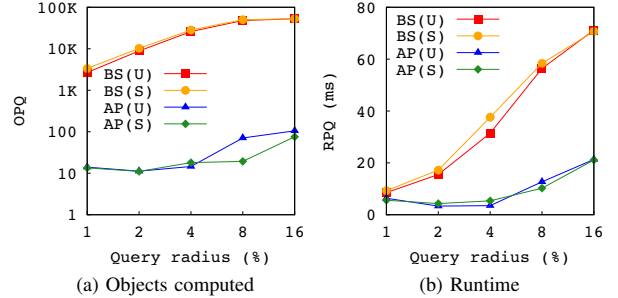 100K
10K
1K
100
10
1
OPQ
BS(U)
BS(S)
AP(U)
AP(S)
1 2 4 8 16
Query radius (%)
(a) Objects computed
80
60
40
20
0
RPQ (ms)
BS(U)
BS(S)
AP(U)
AP(S)
1 2 4 8 16
Query radius (%)
(b) Runtime